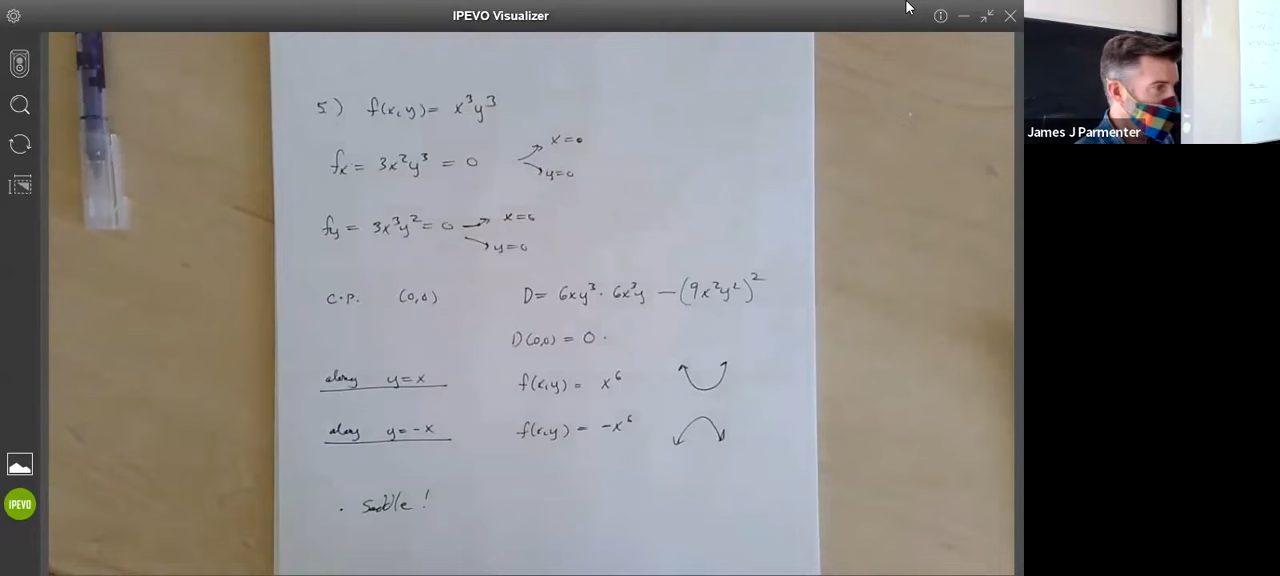 IPEVO Visualizer
James J Parmenter
5) f(x,y) = x³y³
fx = 3x²y³ = 0 → x=0
→ y=0
fy = 3x³y² = 0 → x=0
→ y=0
C.P. (0,0) D = 6xy³ · 6x³y − (9x²y²)²
D(0,0) = 0 .
along y=x f(x,y) = x⁶
along y=-x f(x,y) = -x⁶
. Saddle !
IPEVO